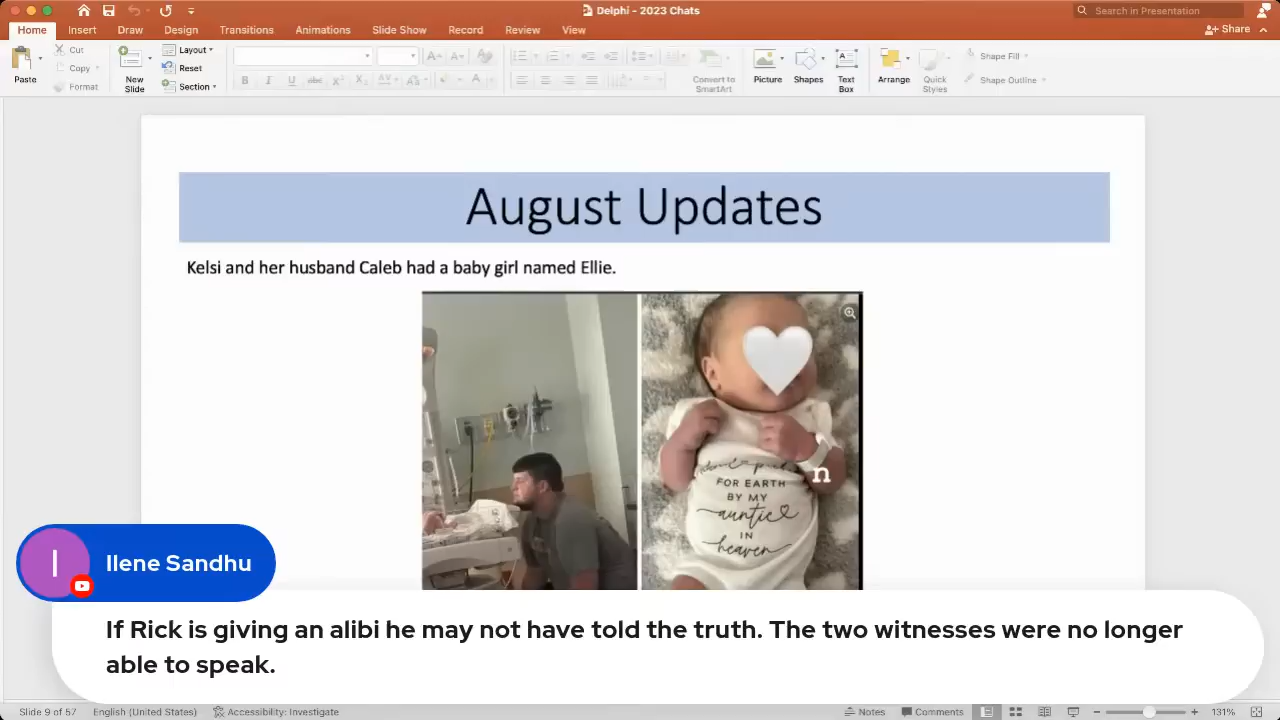 Delphi - 2023 Chats
Search in Presentation
Home Insert Draw Design Transitions Animations Slide Show Record Review View
Share
Paste
Cut
Copy
Format
New Slide
Layout
Reset
Section
B I U abc
Convert to SmartArt
Picture
Shapes
Text Box
Arrange
Quick Styles
Shape Fill
Shape Outline
August Updates
Kelsi and her husband Caleb had a baby girl named Ellie.
FOR EARTH
BY MY
auntie
IN
heaven
n
I
Ilene Sandhu
If Rick is giving an alibi he may not have told the truth. The two witnesses were no longer
able to speak.
Slide 9 of 57 English (United States) Accessibility: Investigate Notes Comments 131%